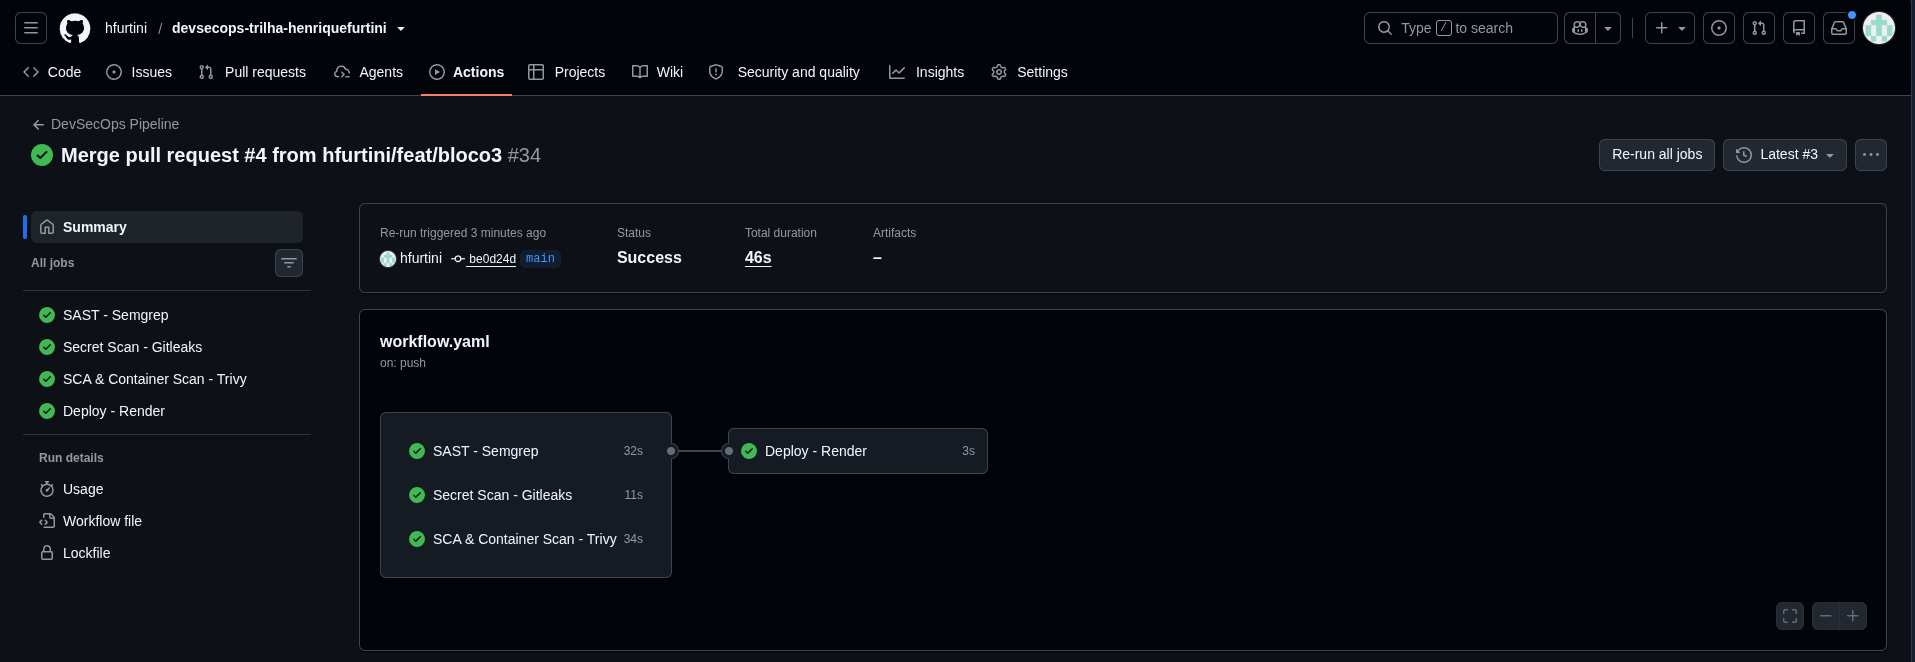 hfurtini / devsecops-trilha-henriquefurtini
Type / to search
Code Issues Pull requests Agents Actions Projects Wiki Security and quality Insights Settings
DevSecOps Pipeline
Merge pull request #4 from hfurtini/feat/bloco3 #34
Re-run all jobs
Latest #3
Summary
All jobs
SAST - Semgrep
Secret Scan - Gitleaks
SCA & Container Scan - Trivy
Deploy - Render
Run details
Usage
Workflow file
Lockfile
Re-run triggered 3 minutes ago
hfurtini be0d24d main
Status
Success
Total duration
46s
Artifacts
–
workflow.yaml
on: push
SAST - Semgrep 32s
Secret Scan - Gitleaks 11s
SCA & Container Scan - Trivy 34s
Deploy - Render 3s